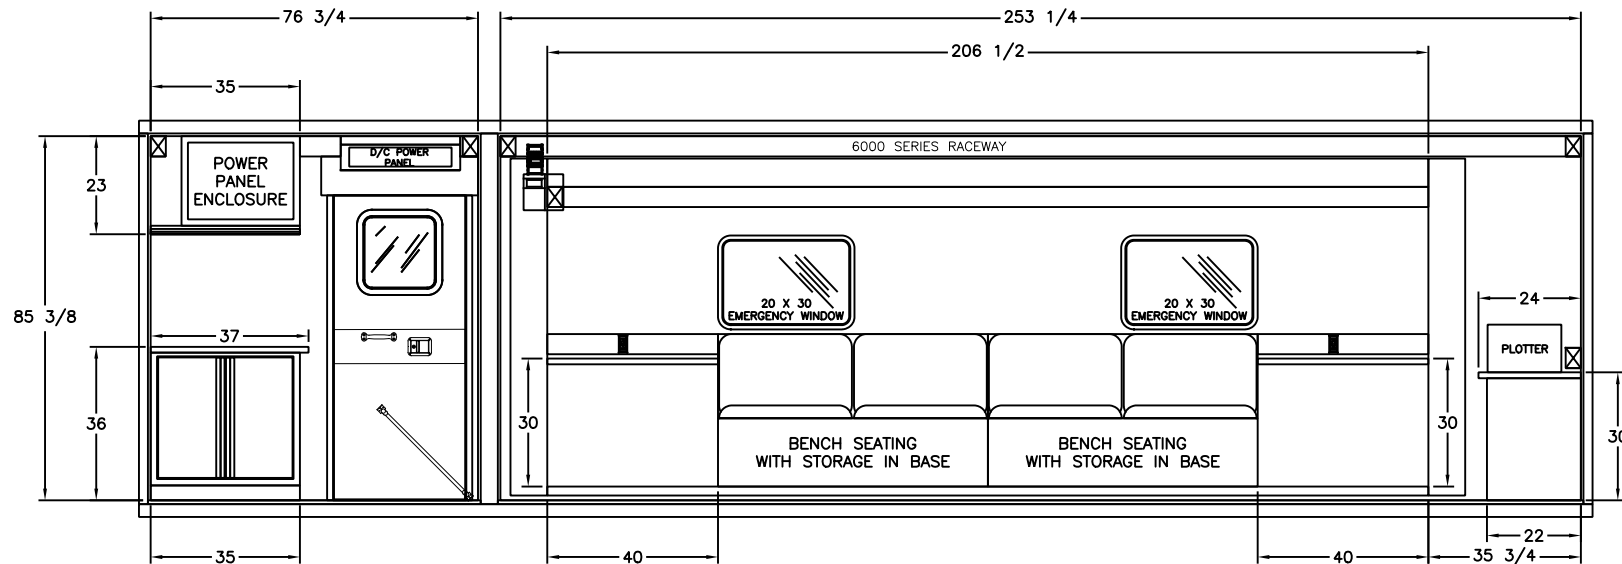 76 3/4
253 1/4
206 1/2
35
6000 SERIES RACEWAY
D/C POWER
PANEL
POWER
PANEL
ENCLOSURE
23
85 3/8
37
36
20 X 30
EMERGENCY WINDOW
20 X 30
EMERGENCY WINDOW
24
PLOTTER
30
30
30
BENCH SEATING
WITH STORAGE IN BASE
BENCH SEATING
WITH STORAGE IN BASE
35
40
40
22
35 3/4